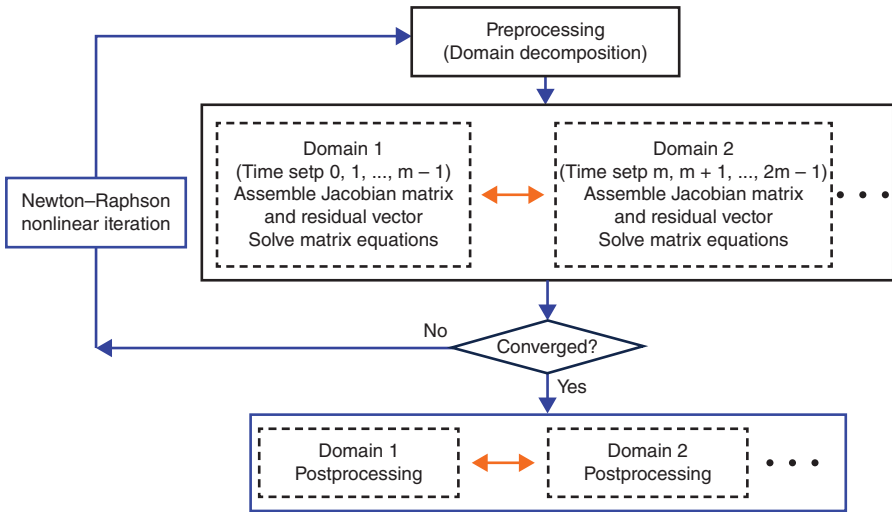 Preprocessing
(Domain decomposition)
Domain 1
(Time setp 0, 1, ..., m – 1)
Assemble Jacobian matrix
and residual vector
Solve matrix equations
Domain 2
(Time setp m, m + 1, ..., 2m – 1)
Assemble Jacobian matrix
and residual vector
Solve matrix equations
Newton–Raphson
nonlinear iteration
No
Converged?
Yes
Domain 1
Postprocessing
Domain 2
Postprocessing